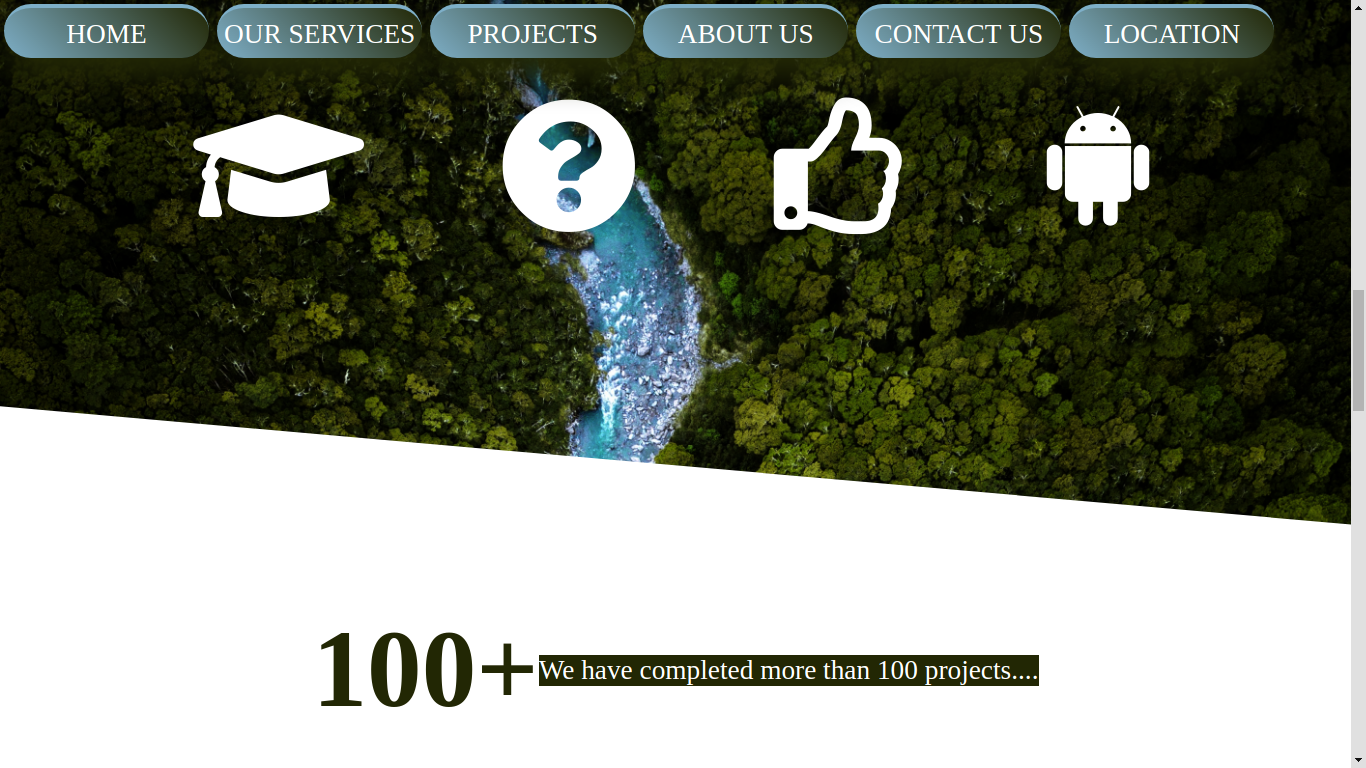 HOME OUR SERVICES PROJECTS ABOUT US CONTACT US LOCATION
100+ We have completed more than 100 projects....